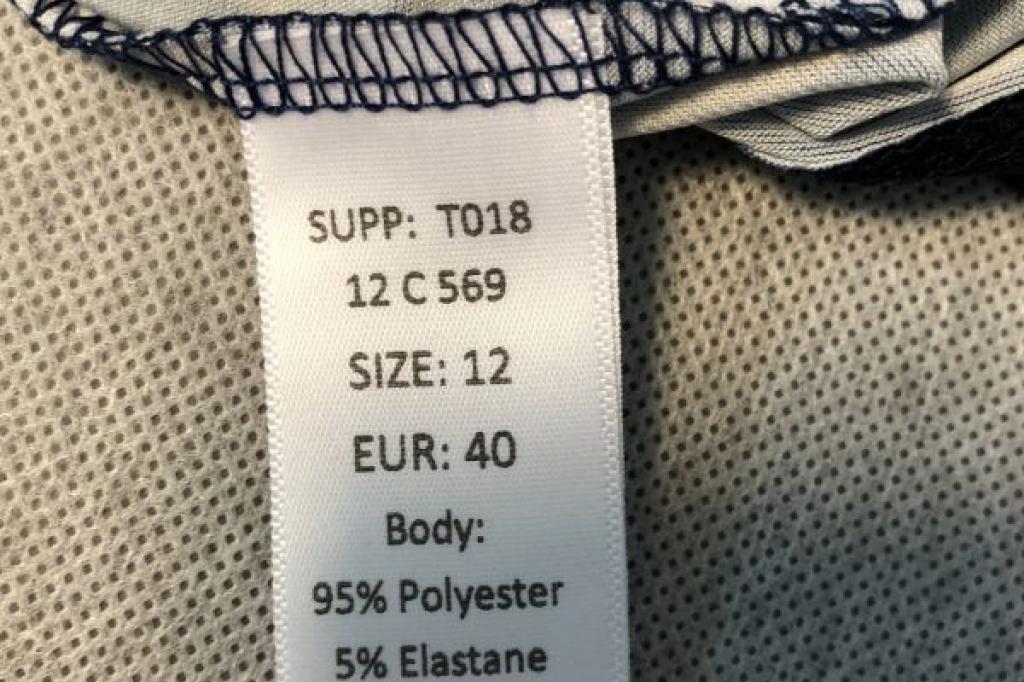 SUPP: T018
12 C 569
SIZE: 12
EUR: 40
Body:
95% Polyester
5% Elastane